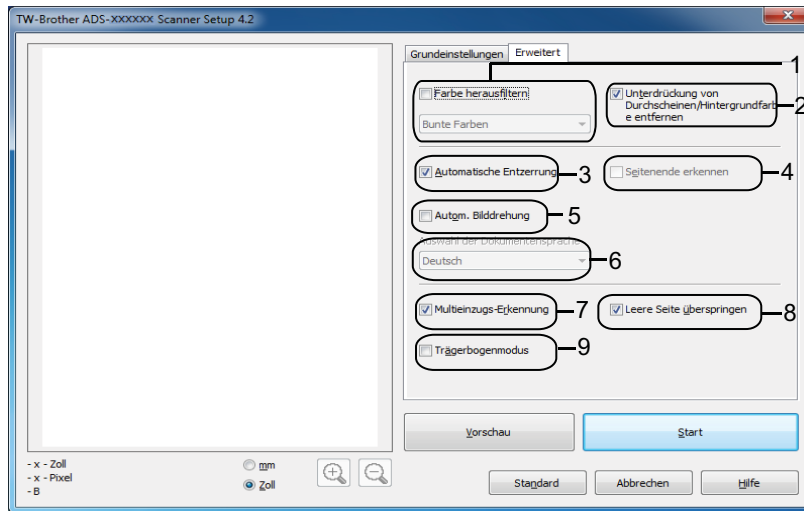 TW-Brother ADS-XXXXXX Scanner Setup 4.2
Grundeinstellungen Erweitert
1
Farbe herausfiltern
Bunte Farben
Unterdrückung von
Durchscheinen/Hintergrundfarb
e entfernen
2
Automatische Entzerrung
3
Seitenende erkennen
4
Autom. Bilddrehung
5
Auswahl der Dokumentensprache
Deutsch
6
Multieinzugs-Erkennung
7
Leere Seite überspringen
8
Trägerbogenmodus
9
Vorschau
Start
- x - Zoll
- x - Pixel
- B
mm
Zoll
Standard
Abbrechen
Hilfe